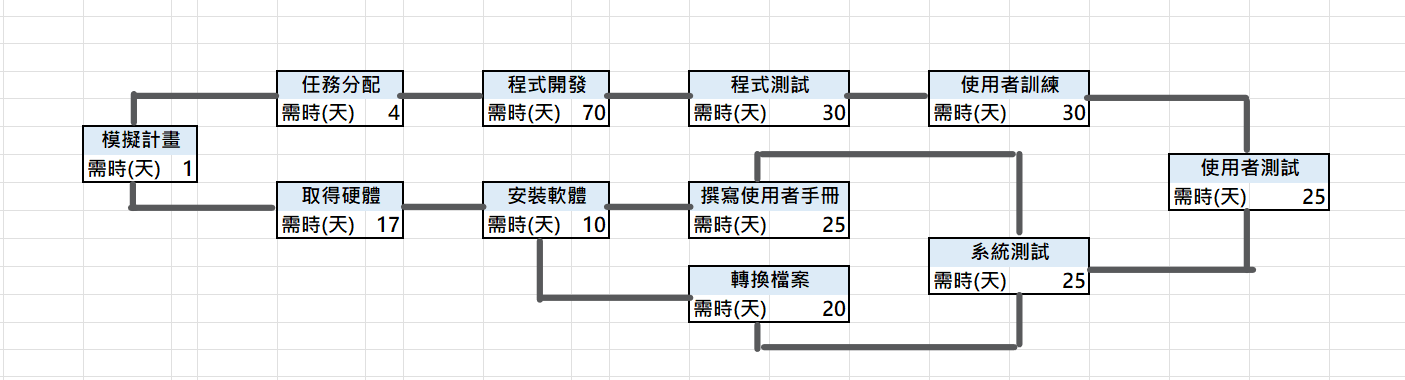 任務分配
需時(天) 4
程式開發
需時(天) 70
程式測試
需時(天) 30
使用者訓練
需時(天) 30
模擬計畫
需時(天) 1
使用者測試
需時(天) 25
取得硬體
需時(天) 17
安裝軟體
需時(天) 10
撰寫使用者手冊
需時(天) 25
系統測試
需時(天) 25
轉換檔案
需時(天) 20